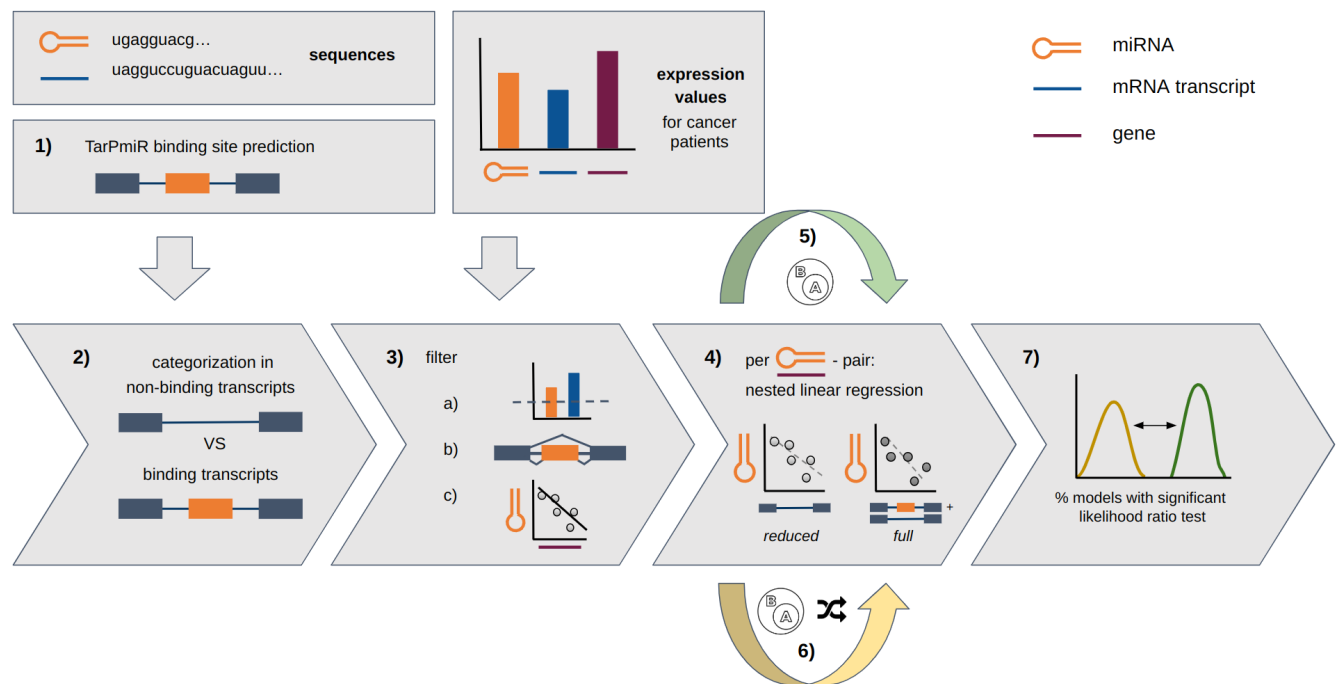 ugagguacg…
uagguccuguacuaguu…
sequences
1)
TarPmiR binding site prediction
expression
values
for cancer
patients
miRNA
mRNA transcript
gene
5)
B
A
2)
categorization in
non-binding transcripts
VS
binding transcripts
3)
filter
a)
b)
c)
4)
per - pair:
nested linear regression
+
reduced
full
7)
% models with significant
likelihood ratio test
B
A
6)